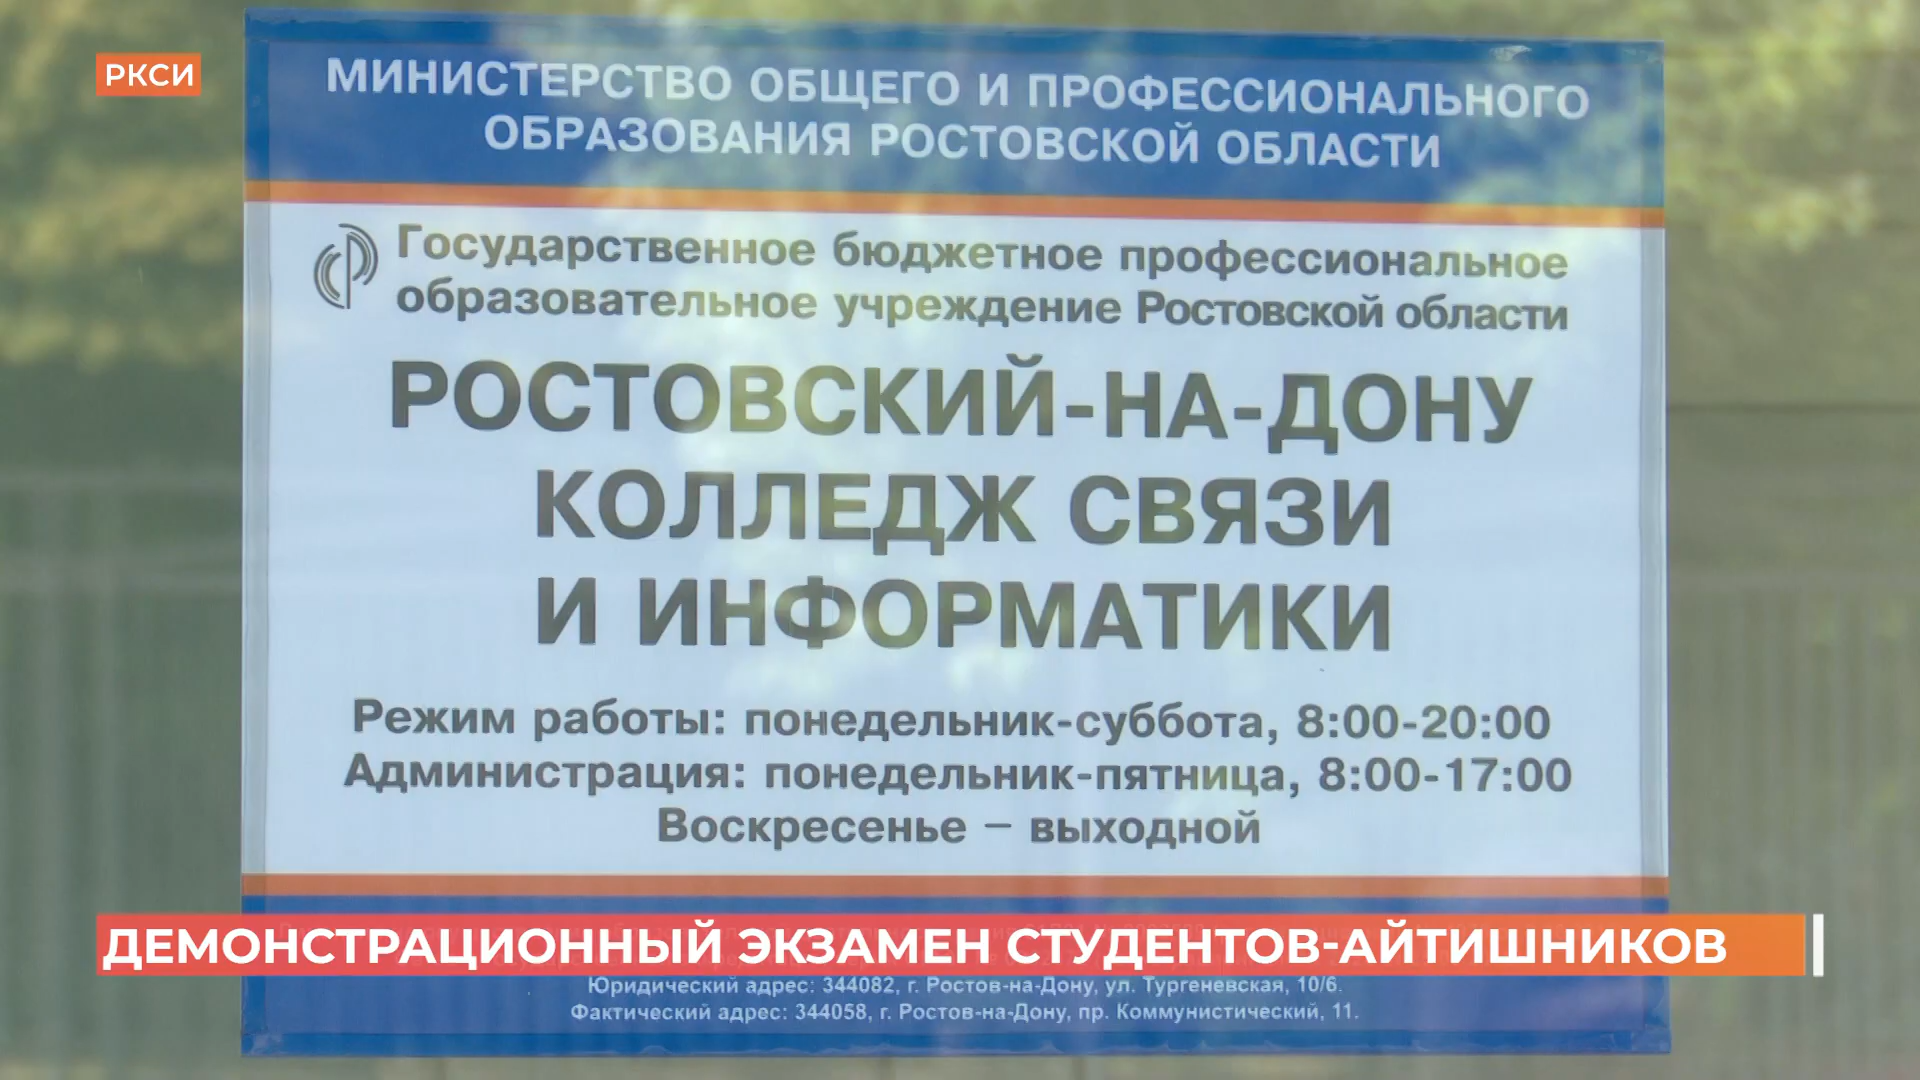 РКСИ
МИНИСТЕРСТВО ОБЩЕГО И ПРОФЕССИОНАЛЬНОГО
ОБРАЗОВАНИЯ РОСТОВСКОЙ ОБЛАСТИ
Государственное бюджетное профессиональное
образовательное учреждение Ростовской области
РОСТОВСКИЙ-НА-ДОНУ
КОЛЛЕДЖ СВЯЗИ
И ИНФОРМАТИКИ
Режим работы: понедельник-суббота, 8:00-20:00
Администрация: понедельник-пятница, 8:00-17:00
Воскресенье – выходной
ДЕМОНСТРАЦИОННЫЙ ЭКЗАМЕН СТУДЕНТОВ-АЙТИШНИКОВ
Юридический адрес: 344082, г. Ростов-на-Дону, ул. Тургеневская, 10/6.
Фактический адрес: 344058, г. Ростов-на-Дону, пр. Коммунистический, 11.